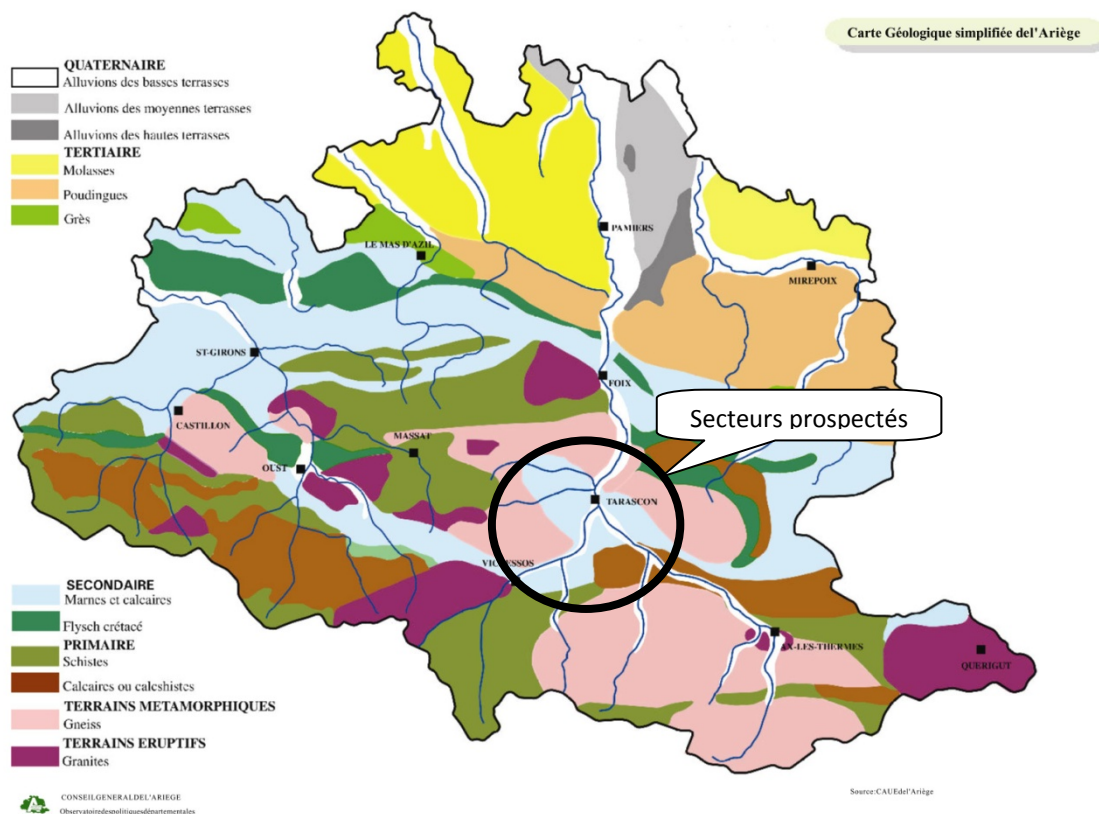 Carte Géologique simplifiée del'Ariège
QUATERNAIRE
Alluvions des basses terrasses
Alluvions des moyennes terrasses
Alluvions des hautes terrasses
TERTIAIRE
Molasses
Poudingues
Grès
LE MAS D'AZIL
PAMIERS
MIREPOIX
ST-GIRONS
FOIX
Secteurs prospectés
CASTILLON
MASSAT
OUST
TARASCON
VICDESSOS
AX-LES-THERMES
QUERIGUT
SECONDAIRE
Marnes et calcaires
Flysch crétacé
PRIMAIRE
Schistes
Calcaires ou calcshistes
TERRAINS METAMORPHIQUES
Gneiss
TERRAINS ERUPTIFS
Granites
CONSEILGENERALDEL'ARIEGE
Observatoiredespolitiquesdépartementales
Source:CAUEdel'Ariège